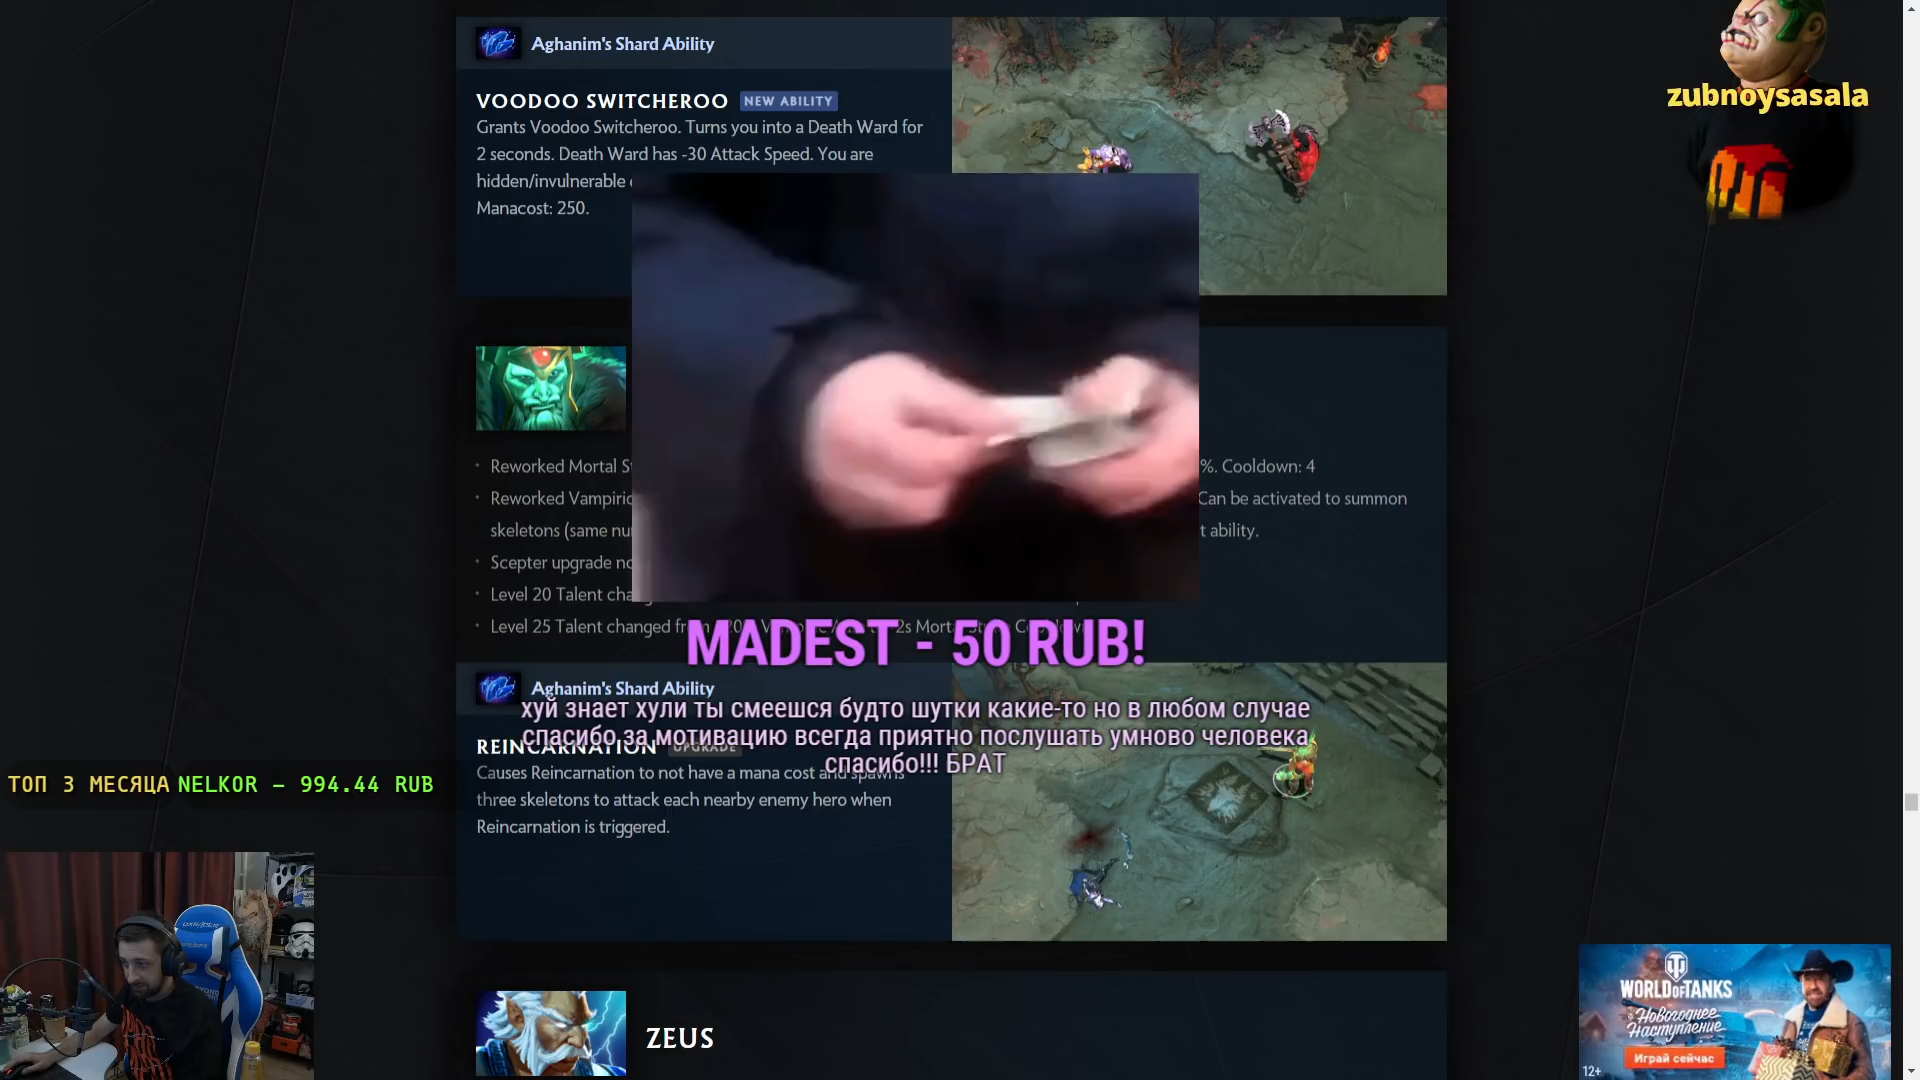 Aghanim's Shard Ability
VOODOO SWITCHEROO NEW ABILITY
Grants Voodoo Switcheroo. Turns you into a Death Ward for
2 seconds. Death Ward has -30 Attack Speed. You are
hidden/invulnerable
Manacost: 250.
zubnoysasala
Reworked Mortal %. Cooldown: 4
Reworked Can be activated to summon
skeletons (same t ability.
Scepter upgrade
Level 20 Talent
Level 25 Talent changed
MADEST - 50 RUB!
Aghanim's Shard Ability
хуй знает хули ты смеешся будто шутки какие-то но в любом случае
спасибо за мотивацию всегда приятно послушать умново человека
спасибо!!! БРАТ
REINCARNATION UPGRADE
Causes Reincarnation to not have a mana cost and spawns
three skeletons to attack each nearby enemy hero when
Reincarnation is triggered.
ТОП 3 МЕСЯЦА NELKOR – 994.44 RUB
ZEUS
WORLD OF TANKS
Новогоднее
Наступление
Играй сейчас
12+